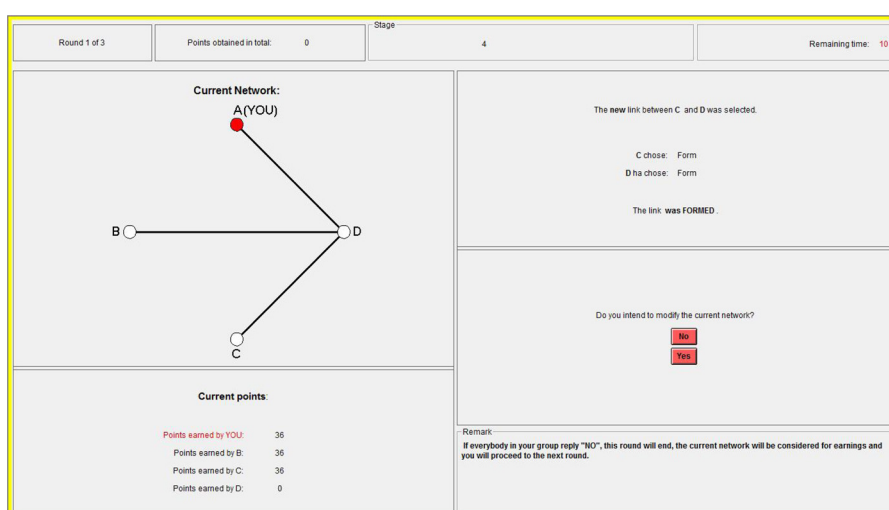 Round 1 of 3
Points obtained in total: 0
Stage
4
Remaining time: 10
Current Network:
A(YOU)
B
D
C
Current points:
Points earned by YOU: 36
Points earned by B: 36
Points earned by C: 36
Points earned by D: 0
The new link between C and D was selected.
C chose: Form
D ha chose: Form
The link was FORMED .
Do you intend to modify the current network?
No
Yes
Remark
If everybody in your group reply "NO", this round will end, the current network will be considered for earnings and
you will proceed to the next round.